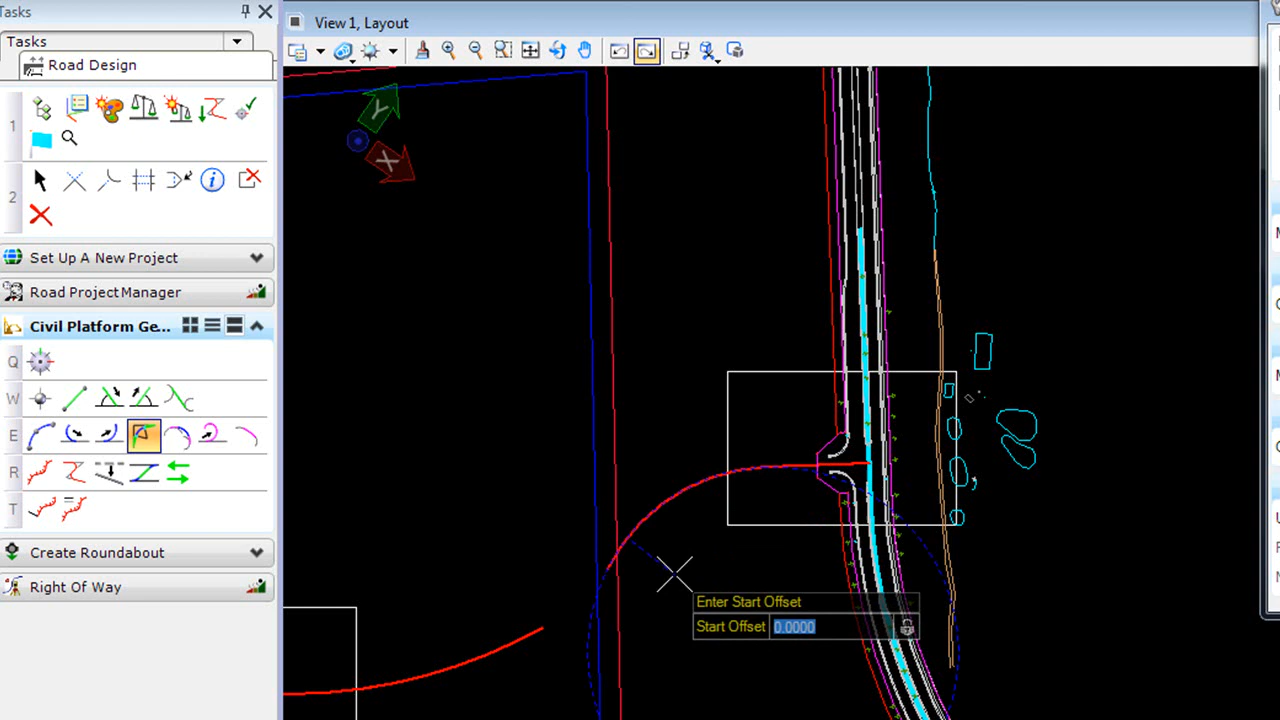 Tasks
Tasks
Road Design
1
2
Set Up A New Project
Road Project Manager
Civil Platform Ge...
Q
W
E
R
T
Create Roundabout
Right Of Way
View 1, Layout
Y
X
Enter Start Offset
Start Offset 0.0000